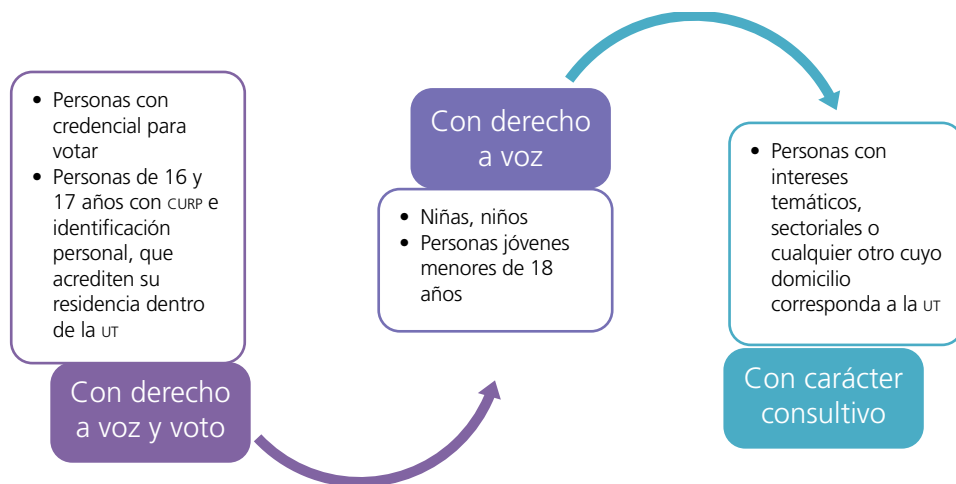 • Personas con
credencial para
votar
• Personas de 16 y
17 años con CURP e
identificación
personal, que
acrediten su
residencia dentro
de la UT
Con derecho
a voz y voto
Con derecho
a voz
• Niñas, niños
• Personas jóvenes
menores de 18
años
• Personas con
intereses
temáticos,
sectoriales o
cualquier otro cuyo
domicilio
corresponda a la UT
Con carácter
consultivo